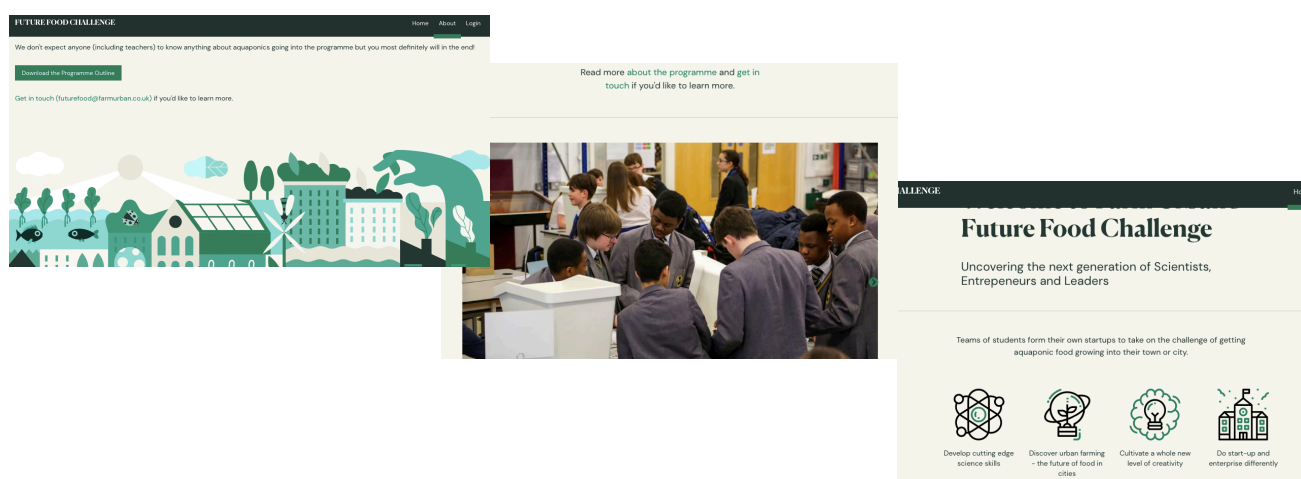 FUTURE FOOD CHALLENGE
Home About Login
We don't expect anyone (including teachers) to know anything about aquaponics going into the programme but you most definitely will in the end!
Download the Programme Outline
Get in touch (futurefood@farmurban.co.uk) if you'd like to learn more.
Read more about the programme and get in
touch if you'd like to learn more.
ALLENGE
Ho
Future Food Challenge
Uncovering the next generation of Scientists,
Entrepeneurs and Leaders
Teams of students form their own startups to take on the challenge of getting
aquaponic food growing into their town or city.
Develop cutting edge
science skills
Discover urban farming
- the future of food in
cities
Cultivate a whole new
level of creativity
Do start-up and
enterprise differently